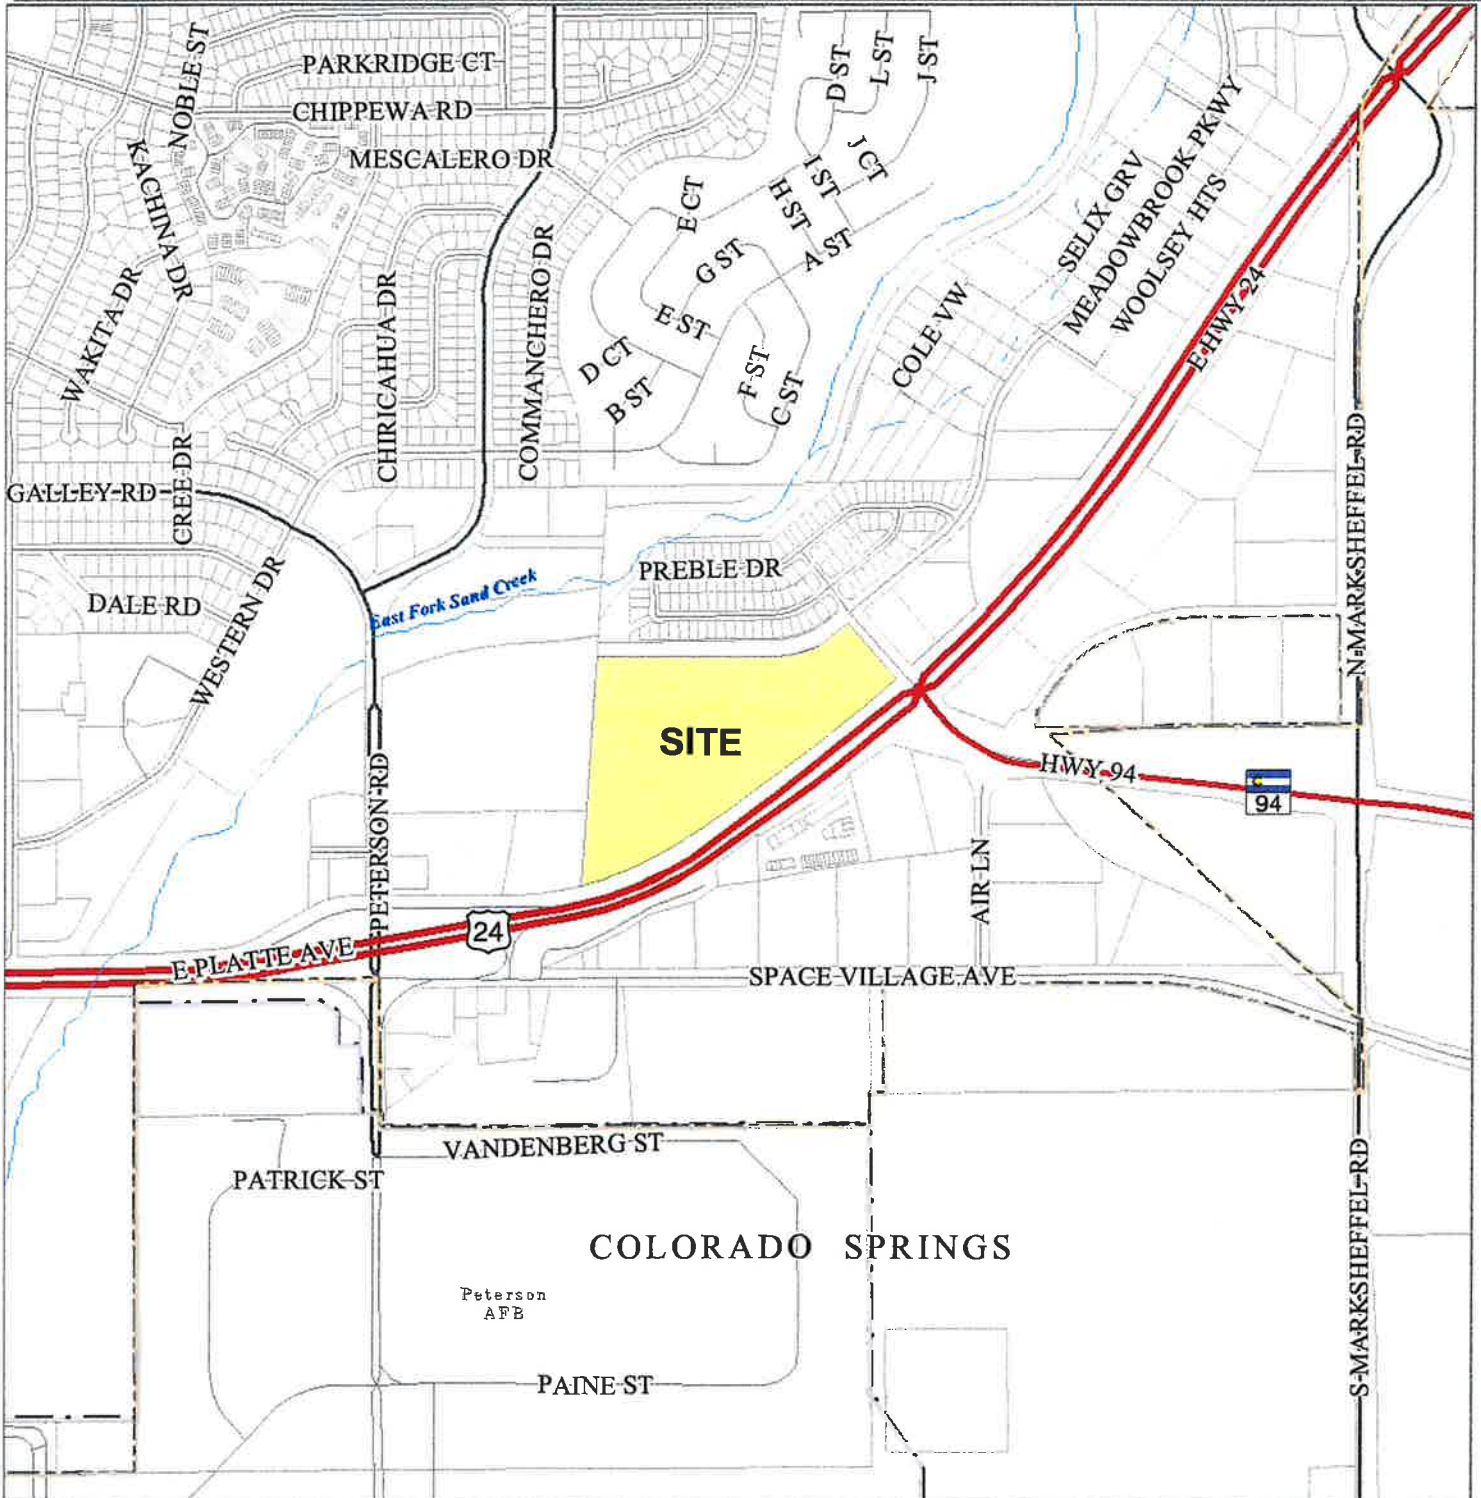 NOBLE ST
PARKRIDGE CT
CHIPPEWA RD
MESCALERO DR
KACHINA DR
WAKITA DR
CHIRICAHUA DR
COMMANCHERO DR
D ST
L ST
J ST
J CT
I ST
H ST
A ST
E CT
G ST
E ST
D CT
B ST
F ST
C ST
COLE VW
SELIX GRV
MEADOWBROOK PKWY
WOOLSEY HTS
E HWY 24
N MARKSHEFFEL RD
GALLEY RD
CREE DR
WESTERN DR
DALE RD
East Fork Sand Creek
PREBLE DR
SITE
PETERSON RD
HWY 94
94
AIR LN
24
E PLATTE AVE
SPACE VILLAGE AVE
VANDENBERG ST
PATRICK ST
COLORADO SPRINGS
Peterson
AFB
PAINE ST
S MARKSHEFFEL RD